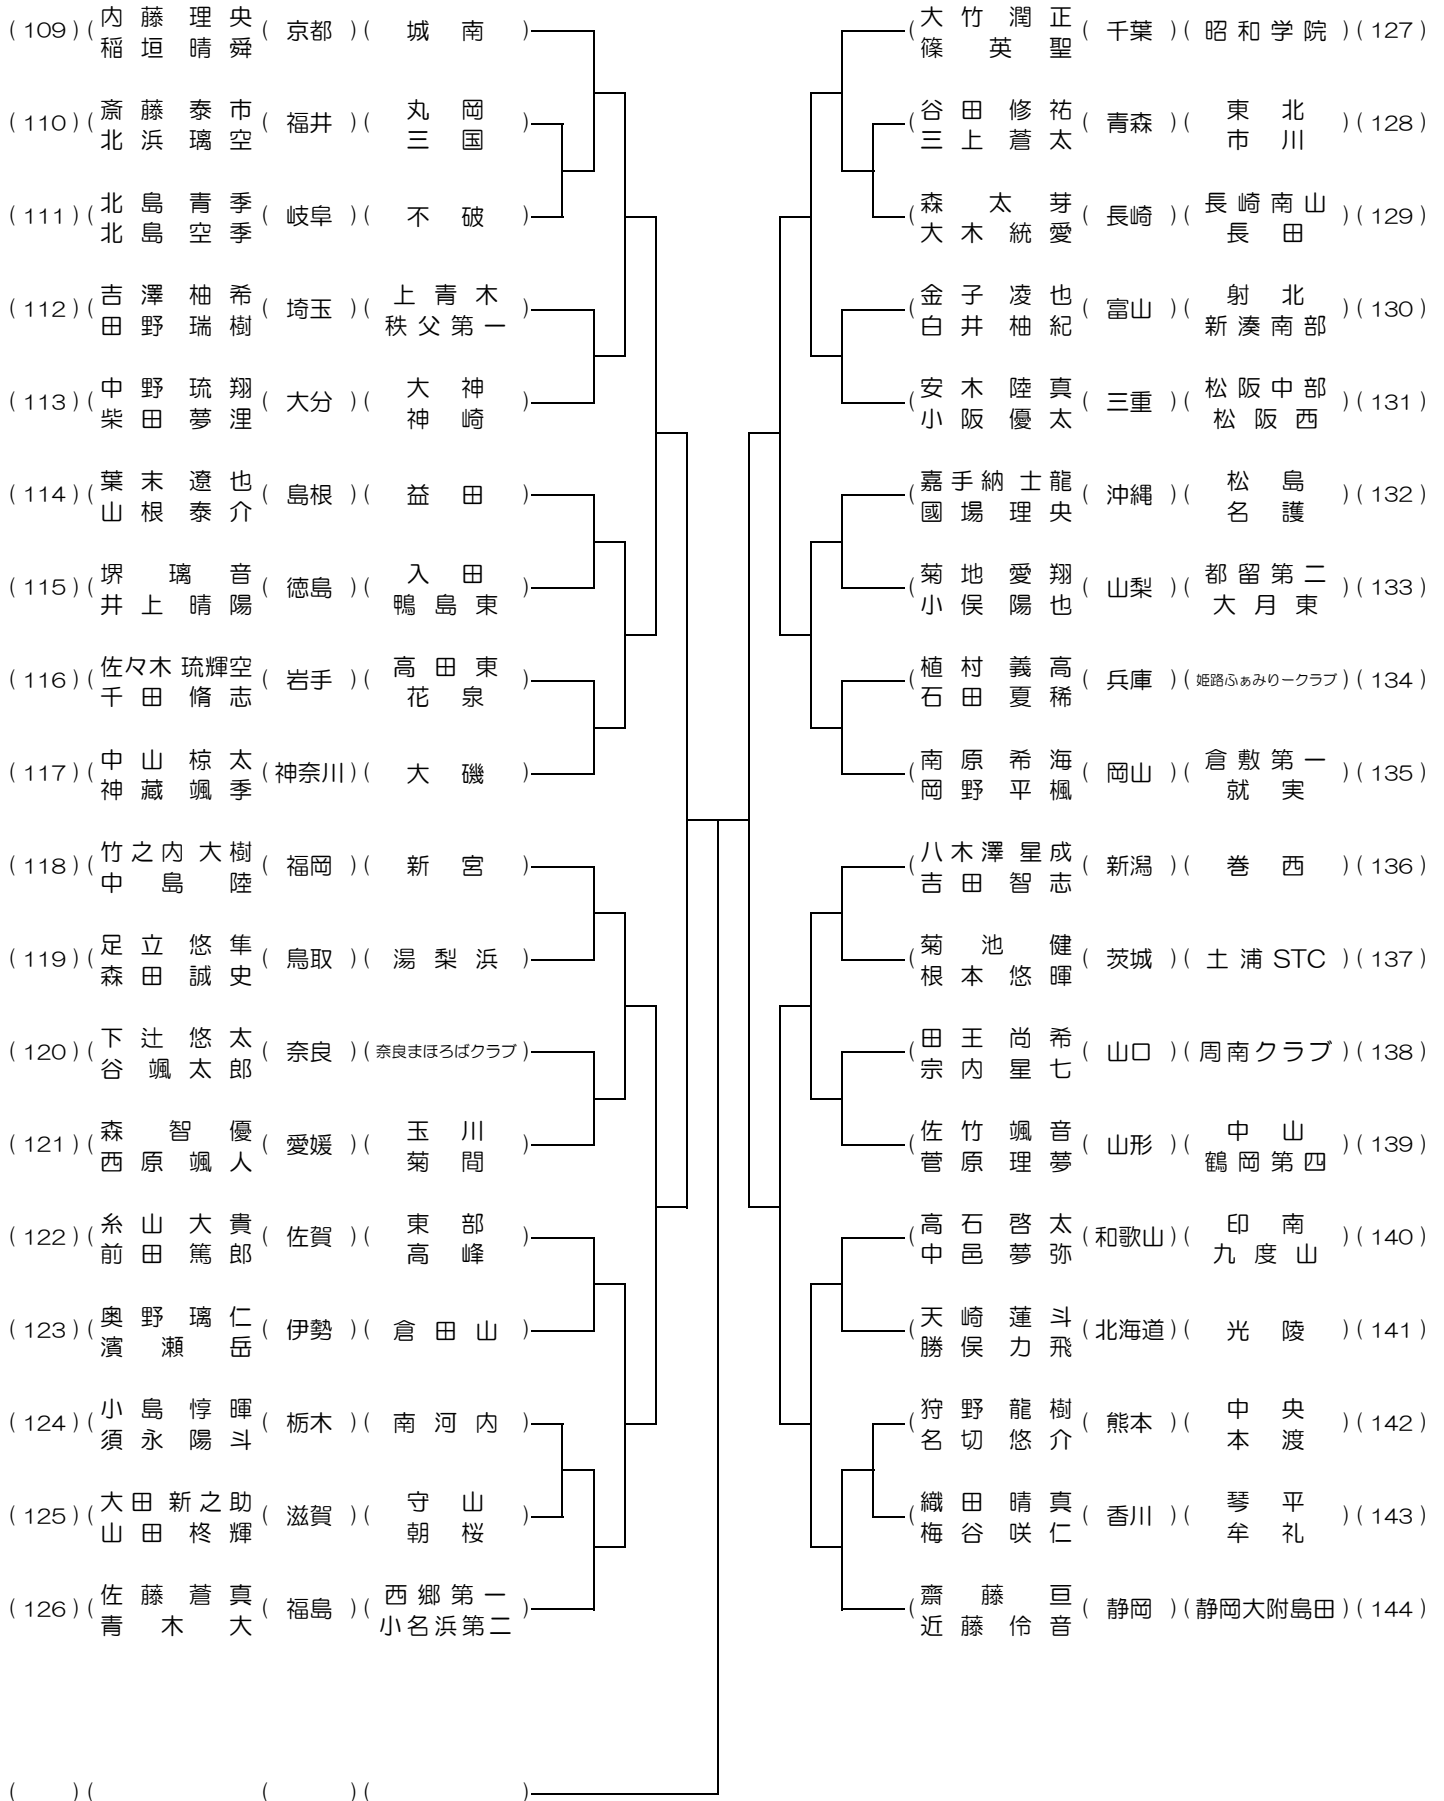 (109)(内藤理央 稲垣晴舜(京都)(城南)
(110)(斎藤泰市 北浜璃空(福井)(丸岡 三国)
(111)(北島青季 北島空季(岐阜)(不破)
(112)(吉澤柚希 田野瑞樹(埼玉)(上青木 秩父第一)
(113)(中野琉翔 柴田夢浬(大分)(大神 神崎)
(114)(葉末遼也 山根泰介(島根)(益田)
(115)(堺璃音 井上晴陽(徳島)(入田 鴨島東)
(116)(佐々木琉輝空 千田脩志(岩手)(高田東 花泉)
(117)(中山椋太 神藏颯季(神奈川)(大磯)
(118)(竹之内大樹 中島陸(福岡)(新宮)
(119)(足立悠隼 森田誠史(鳥取)(湯梨浜)
(120)(下辻悠太 谷颯太郎(奈良)(奈良まほろばクラブ)
(121)(森智優 西原颯人(愛媛)(玉川 菊間)
(122)(糸山大貴 前田篤郎(佐賀)(東部 高峰)
(123)(奥野璃仁 濱瀬岳(伊勢)(倉田山)
(124)(小島惇暉 須永陽斗(栃木)(南河内)
(125)(大田新之助 山田柊輝(滋賀)(守山 朝桜)
(126)(佐藤蒼真 青木大(福島)(西郷第一 小名浜第二)
( )( ( )( )
(大竹潤正 篠英聖(千葉)(昭和学院)(127)
(谷田修祐 三上蒼太(青森)(東北 市川)(128)
(森太芽 大木統愛(長崎)(長崎南山 長田)(129)
(金子凌也 白井柚紀(富山)(射北 新湊南部)(130)
(安木陸真 小阪優太(三重)(松阪中部 松阪西)(131)
(嘉手納士龍 國場理央(沖縄)(松島 名護)(132)
(菊地愛翔 小俣陽也(山梨)(都留第二 大月東)(133)
(植村義高 石田夏稀(兵庫)(姫路ふぁみりークラブ)(134)
(南原希海 岡野平楓(岡山)(倉敷第一 就実)(135)
(八木澤星成 吉田智志(新潟)(巻西)(136)
(菊池健 根本悠暉(茨城)(土浦STC)(137)
(田王尚希 宗内星七(山口)(周南クラブ)(138)
(佐竹颯音 菅原理夢(山形)(中山 鶴岡第四)(139)
(高石啓太 中邑夢弥(和歌山)(印南 九度山)(140)
(天崎蓮斗 勝俣力飛(北海道)(光陵)(141)
(狩野龍樹 名切悠介(熊本)(中央 本渡)(142)
(織田晴真 梅谷咲仁(香川)(琴平 牟礼)(143)
(齋藤亘 近藤伶音(静岡)(静岡大附島田)(144)